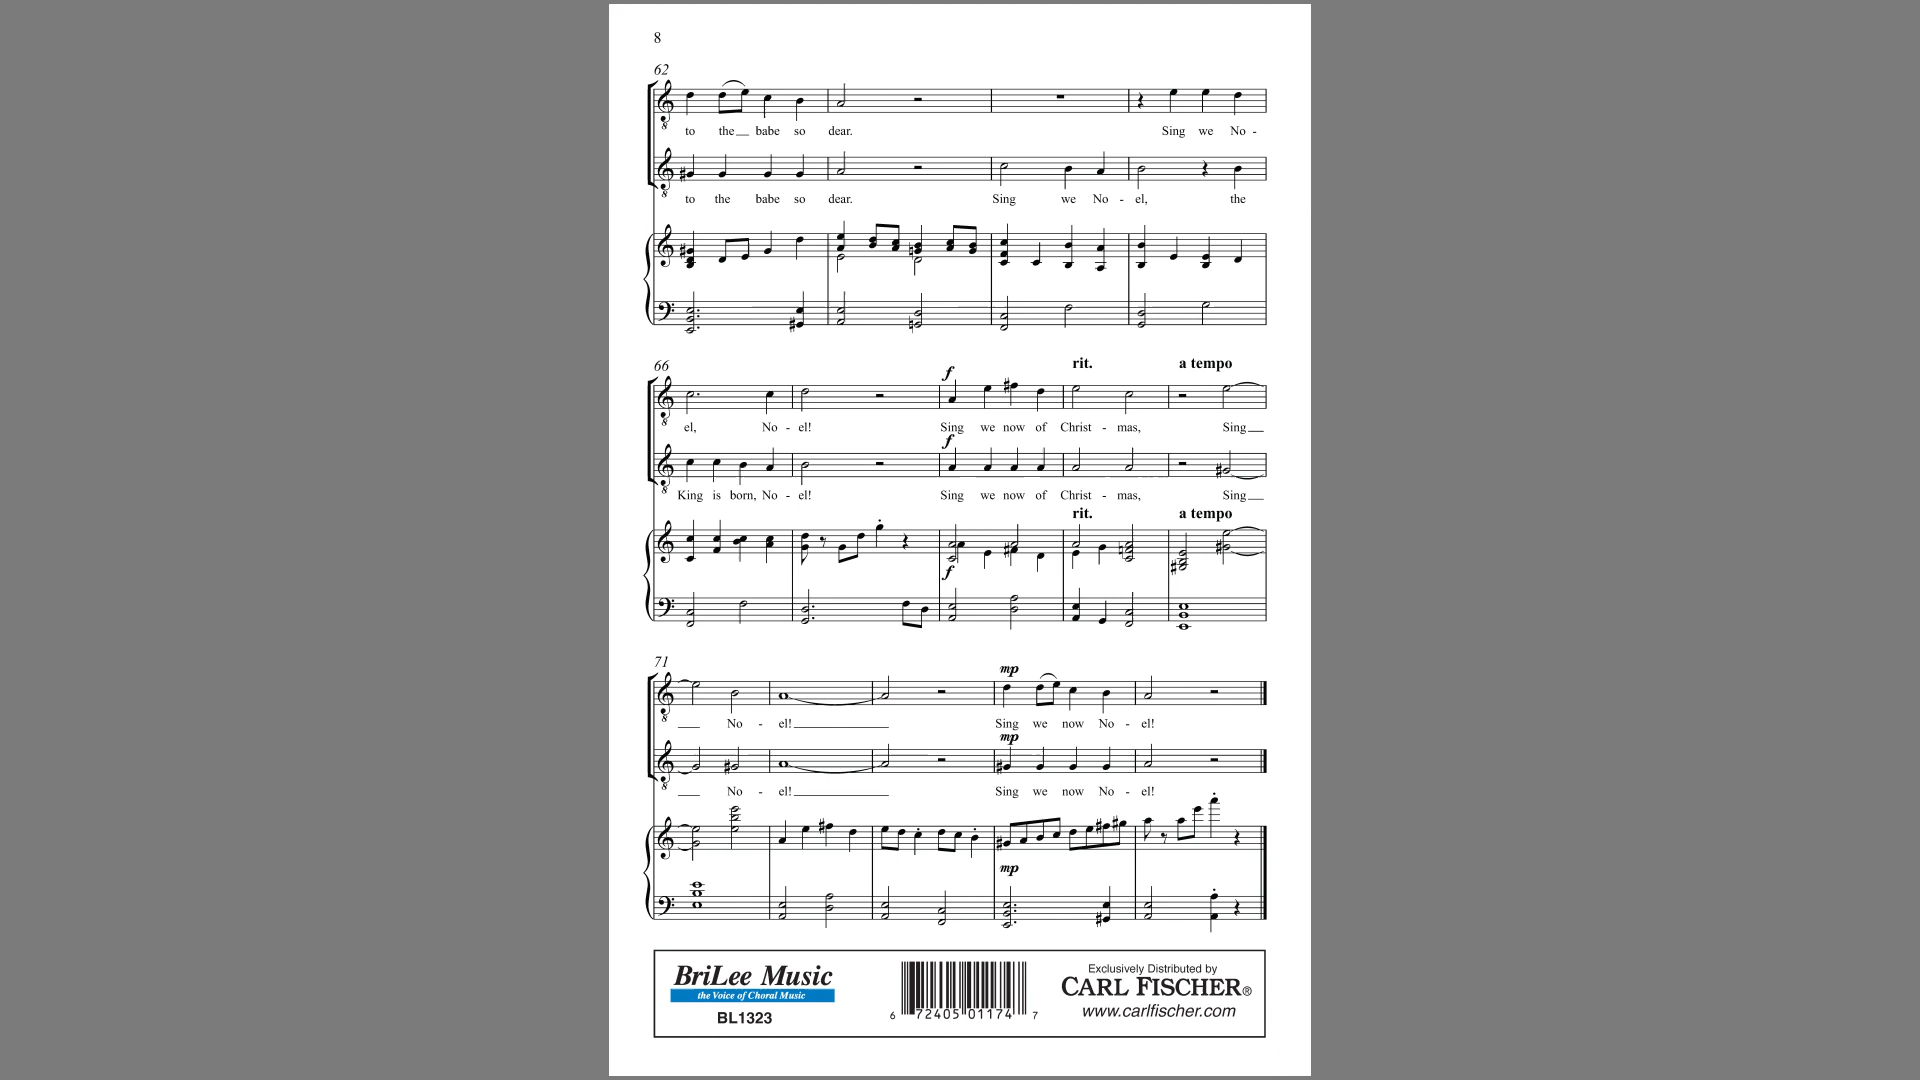 8
62
to the babe so dear. Sing we No -
to the babe so dear. Sing we No - el, the
66
rit. a tempo
f
el, No - el! Sing we now of Christ - mas, Sing
f
King is born, No - el! Sing we now of Christ - mas, Sing
rit. a tempo
f
71
mp
No - el! Sing we now No - el!
mp
No - el! Sing we now No - el!
mp
BriLee Music
the Voice of Choral Music
BL1323
6 72405 01174 7
Exclusively Distributed by
CARL FISCHER®
www.carlfischer.com